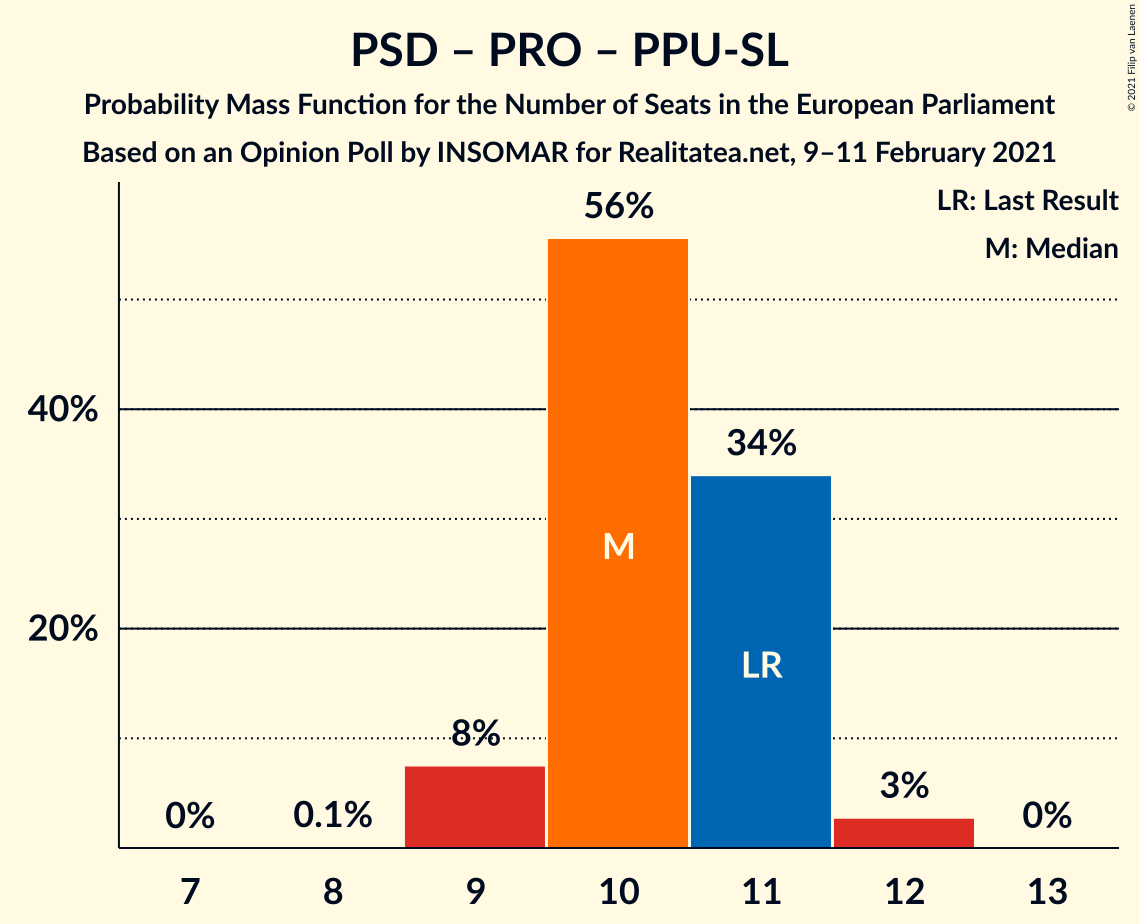 PSD – PRO – PPU-SL
Probability Mass Function for the Number of Seats in the European Parliament
Based on an Opinion Poll by INSOMAR for Realitatea.net, 9–11 February 2021
© 2021 Filip van Laenen
LR: Last Result
M: Median
56%
40%
34%
M
20%
LR
8%
3%
0%
0.1%
0%
7
8
9
10
11
12
13